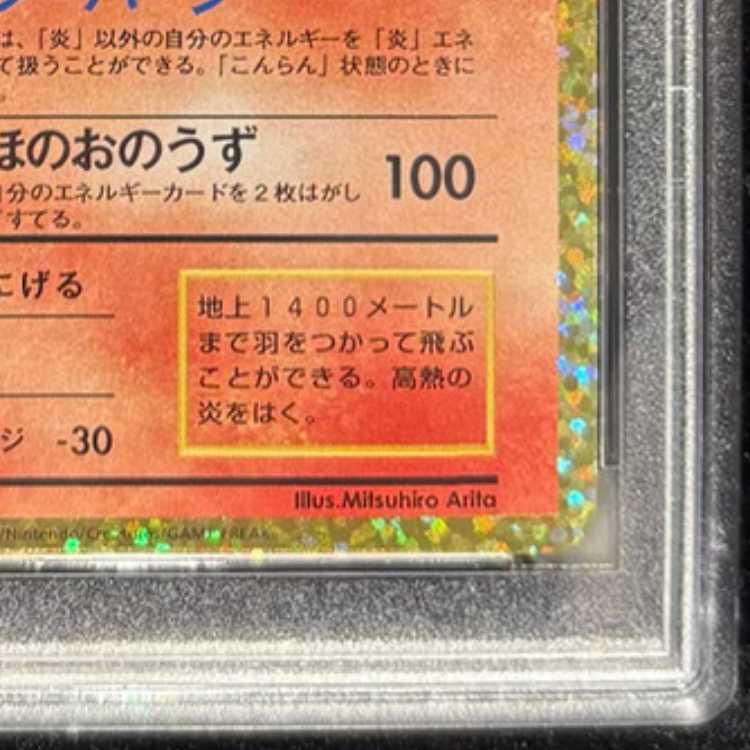 は、「炎」以外の自分のエネルギーを「炎」エネ
て扱うことができる。「こんらん」状態のときに
。
ほのおのうず 100
自分のエネルギーカードを2枚はがし
すてる。
にげる
地上1400メートル
まで羽をつかって飛ぶ
ことができる。高熱の
炎をはく。
ジ -30
Illus.Mitsuhiro Arita
/Nintendo/Creatures/GAME FREAK